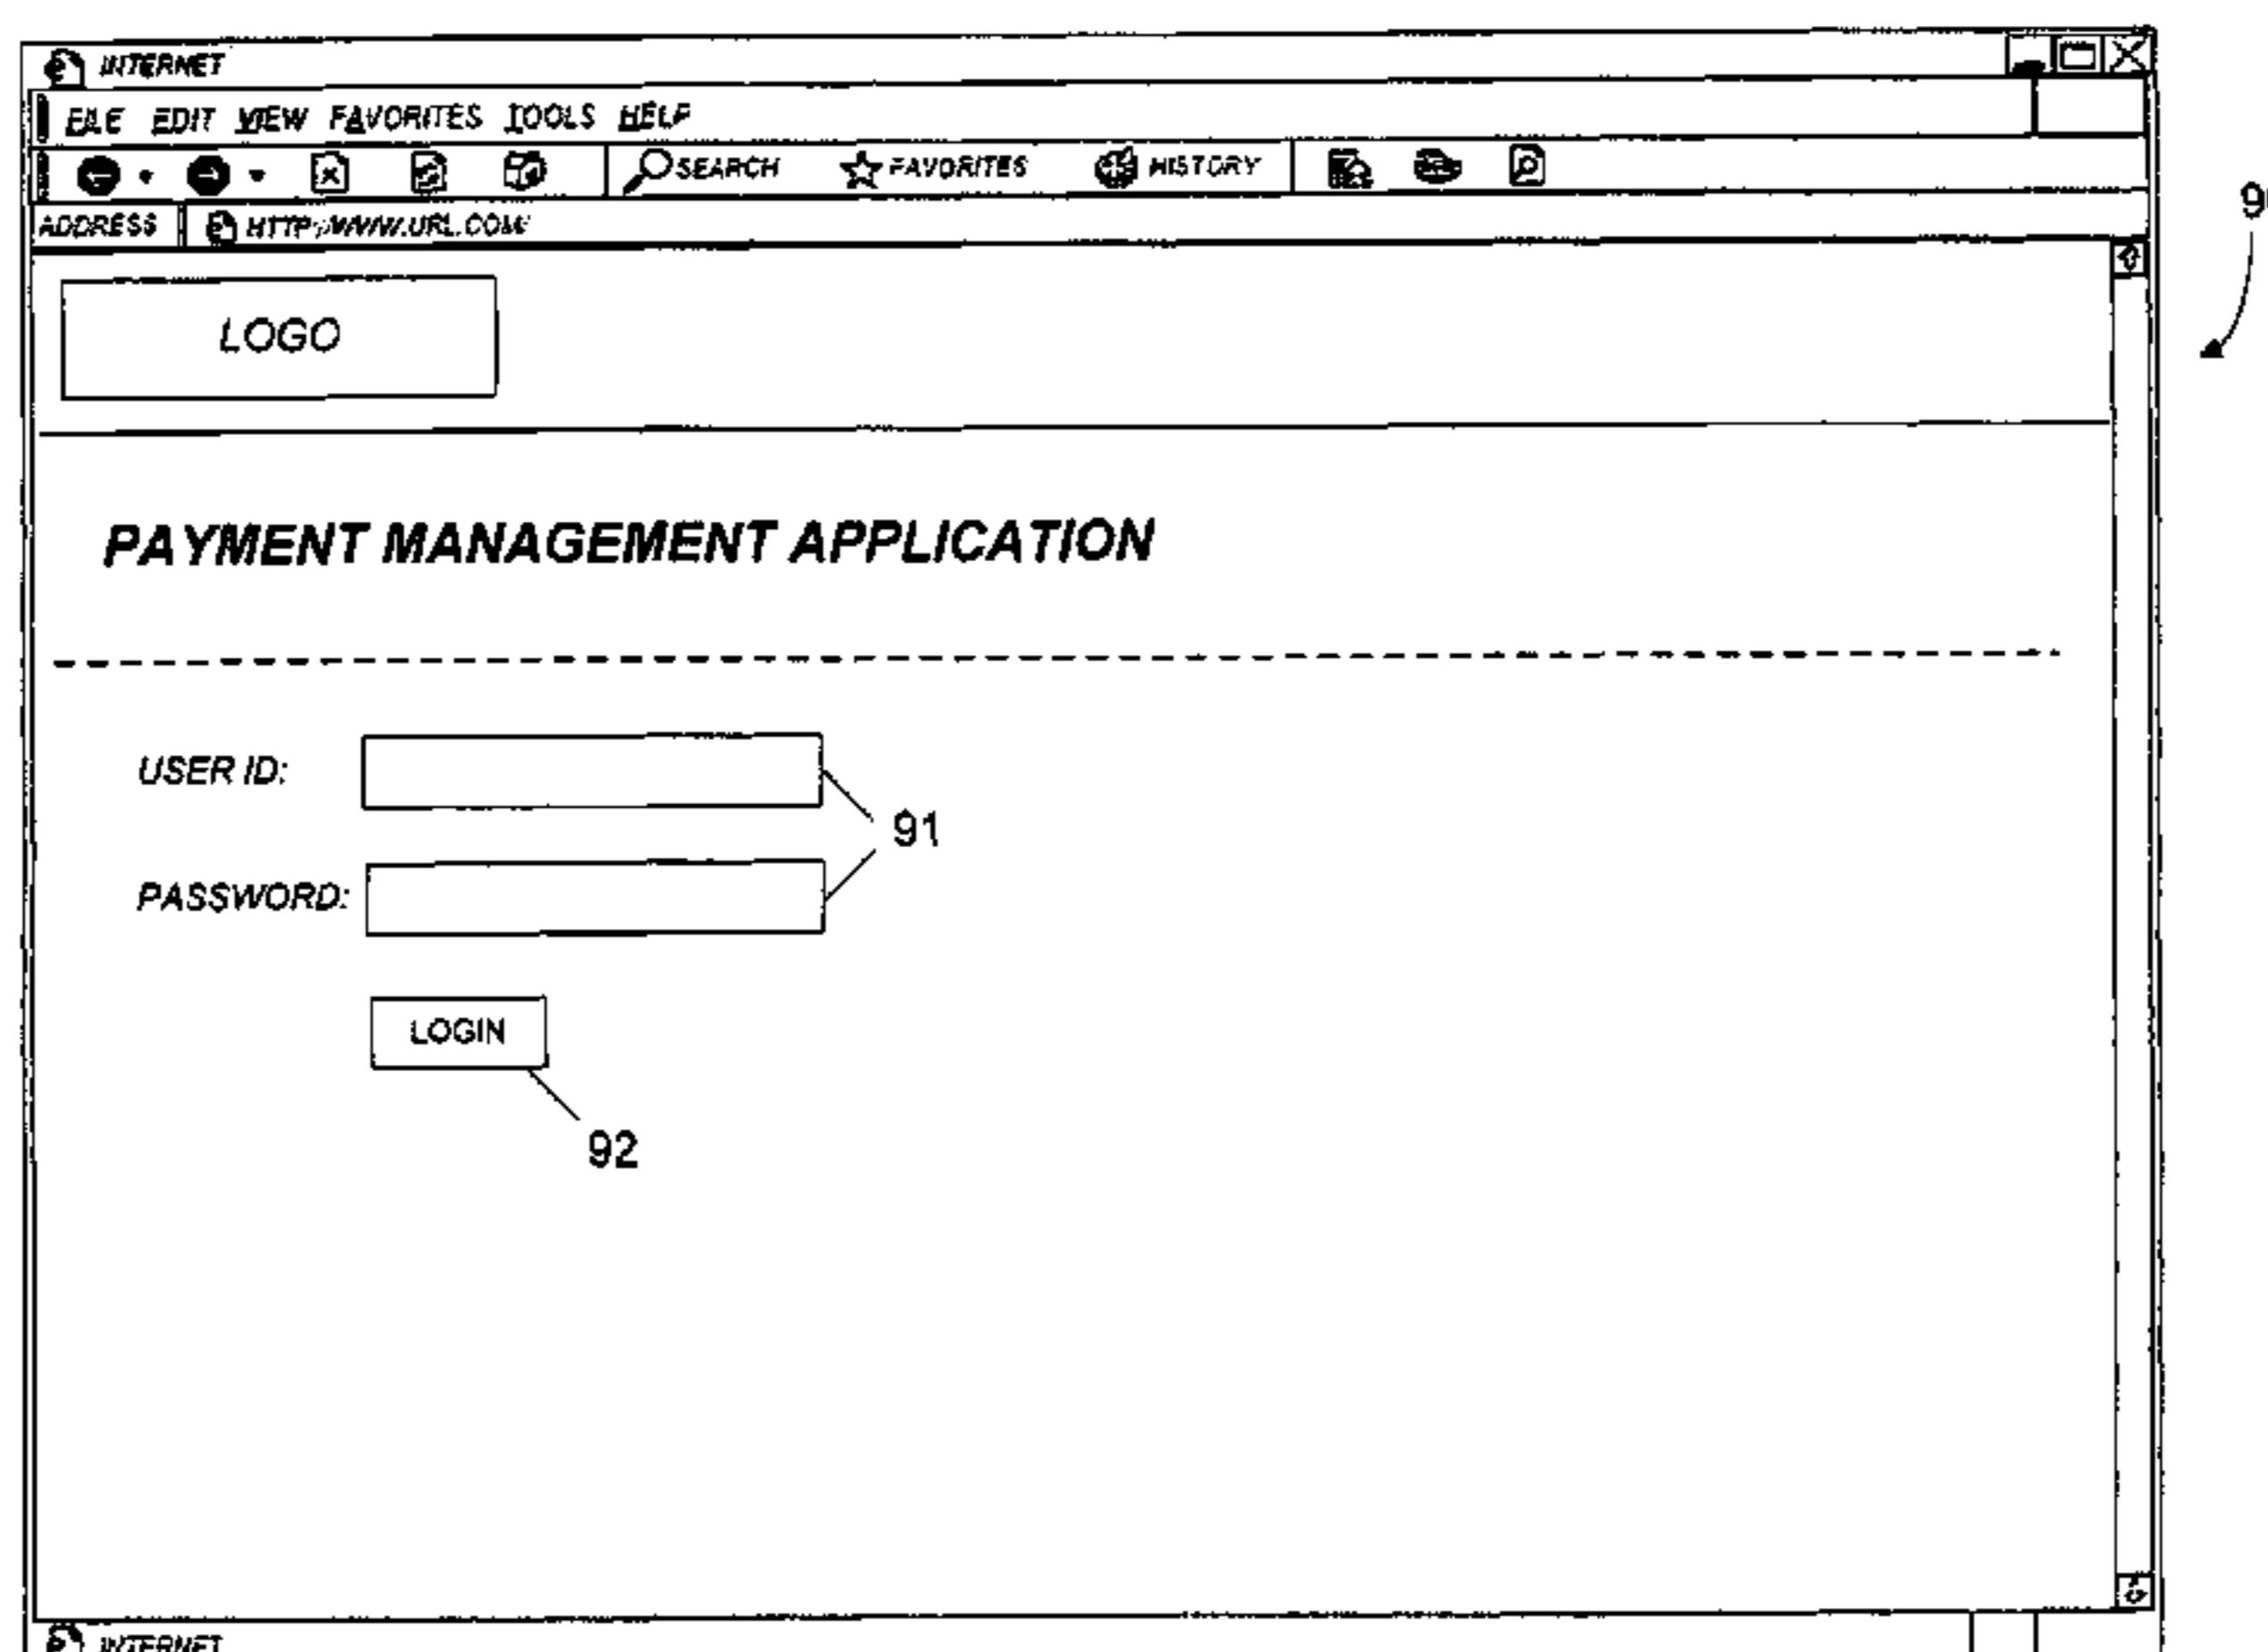 INTERNET
FILE EDIT VIEW FAVORITES TOOLS HELP
SEARCH FAVORITES HISTORY
ADDRESS HTTP://WWW.URL.COM/
9
LOGO
PAYMENT MANAGEMENT APPLICATION
USER ID:
91
PASSWORD:
LOGIN
92
INTERNET